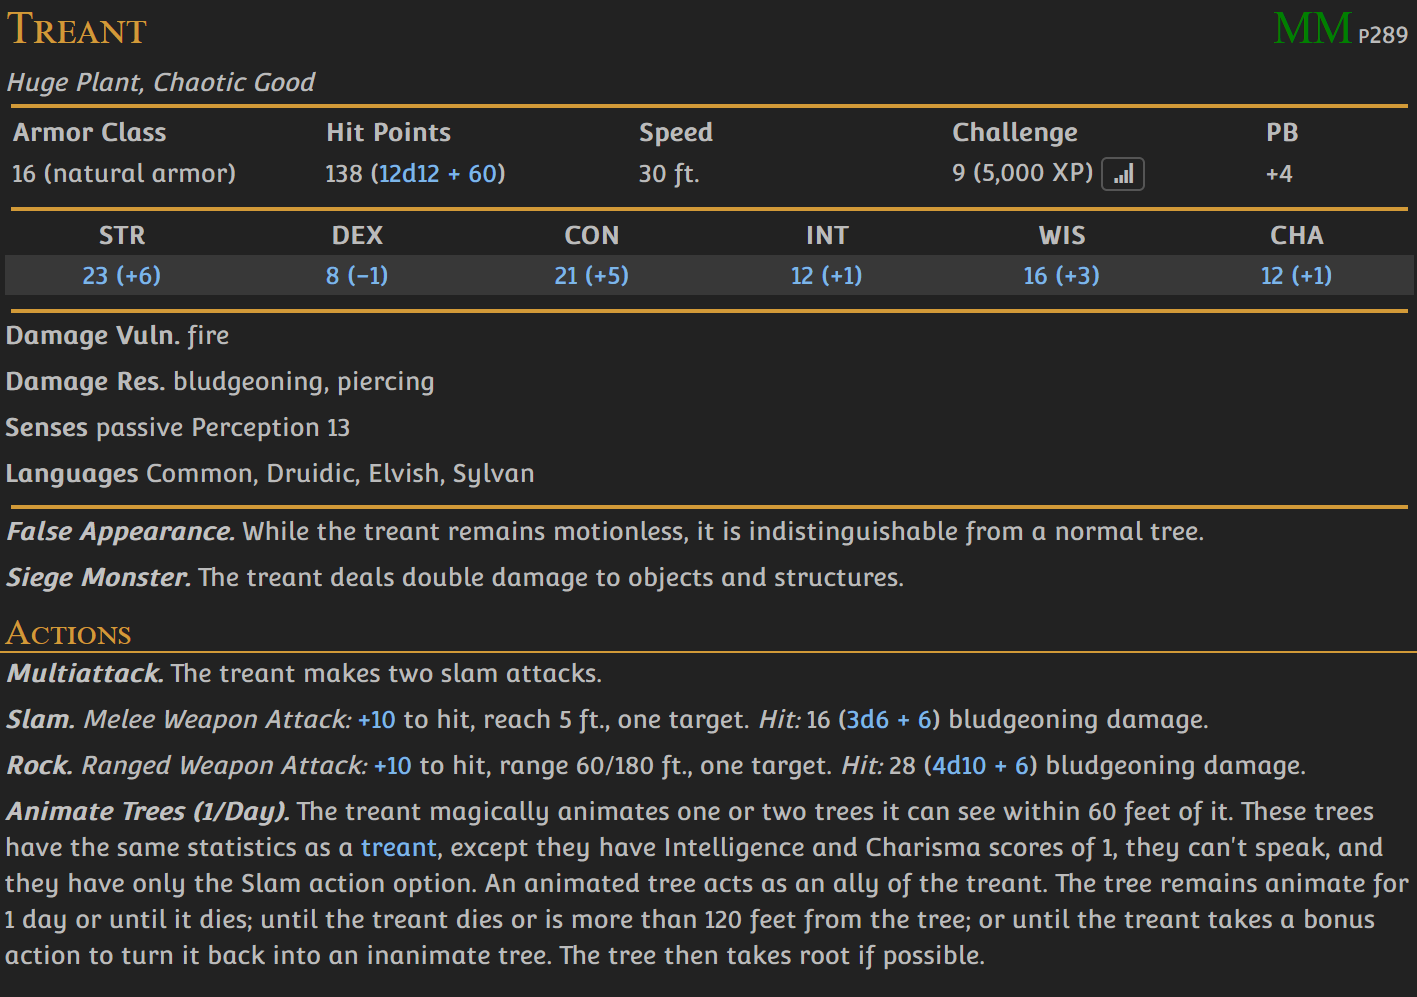 Treant MM p289
Huge Plant, Chaotic Good
Armor Class Hit Points Speed Challenge PB
16 (natural armor) 138 (12d12 + 60) 30 ft. 9 (5,000 XP) +4
STR DEX CON INT WIS CHA
23 (+6) 8 (−1) 21 (+5) 12 (+1) 16 (+3) 12 (+1)
Damage Vuln. fire
Damage Res. bludgeoning, piercing
Senses passive Perception 13
Languages Common, Druidic, Elvish, Sylvan
False Appearance. While the treant remains motionless, it is indistinguishable from a normal tree.
Siege Monster. The treant deals double damage to objects and structures.
Actions
Multiattack. The treant makes two slam attacks.
Slam. Melee Weapon Attack: +10 to hit, reach 5 ft., one target. Hit: 16 (3d6 + 6) bludgeoning damage.
Rock. Ranged Weapon Attack: +10 to hit, range 60/180 ft., one target. Hit: 28 (4d10 + 6) bludgeoning damage.
Animate Trees (1/Day). The treant magically animates one or two trees it can see within 60 feet of it. These trees
have the same statistics as a treant, except they have Intelligence and Charisma scores of 1, they can't speak, and
they have only the Slam action option. An animated tree acts as an ally of the treant. The tree remains animate for
1 day or until it dies; until the treant dies or is more than 120 feet from the tree; or until the treant takes a bonus
action to turn it back into an inanimate tree. The tree then takes root if possible.